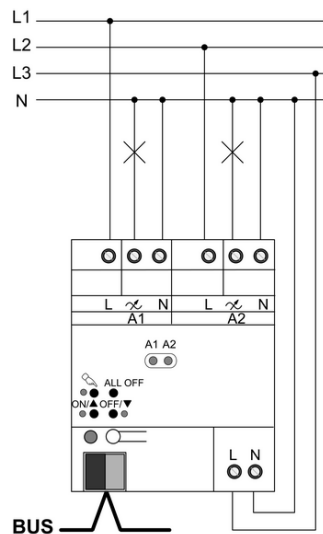 L1
L2
L3
N
L N L N
A1 A2
A1 A2
ALL OFF
ON/▲ OFF/▼
L N
BUS